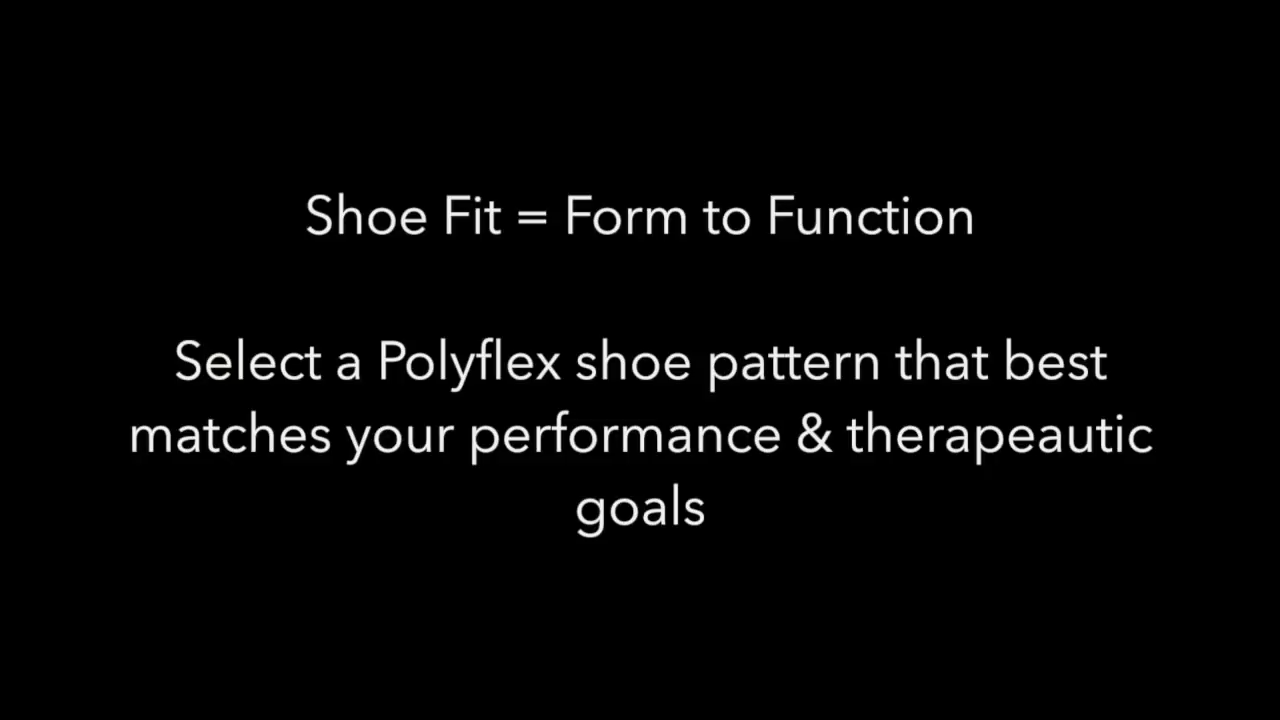 Shoe Fit = Form to Function
Select a Polyflex shoe pattern that best
matches your performance & therapeautic
goals